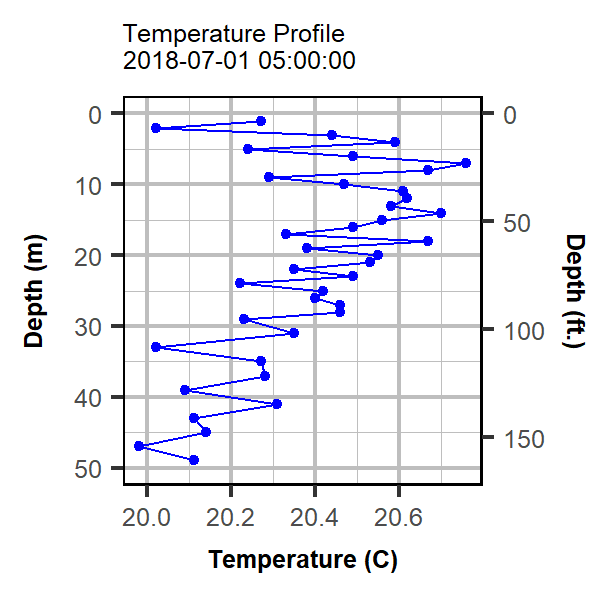 Temperature Profile
2018-07-01 05:00:00
0
10
20
30
40
50
Depth (m)
0
50
100
150
Depth (ft.)
20.0 20.2 20.4 20.6
Temperature (C)